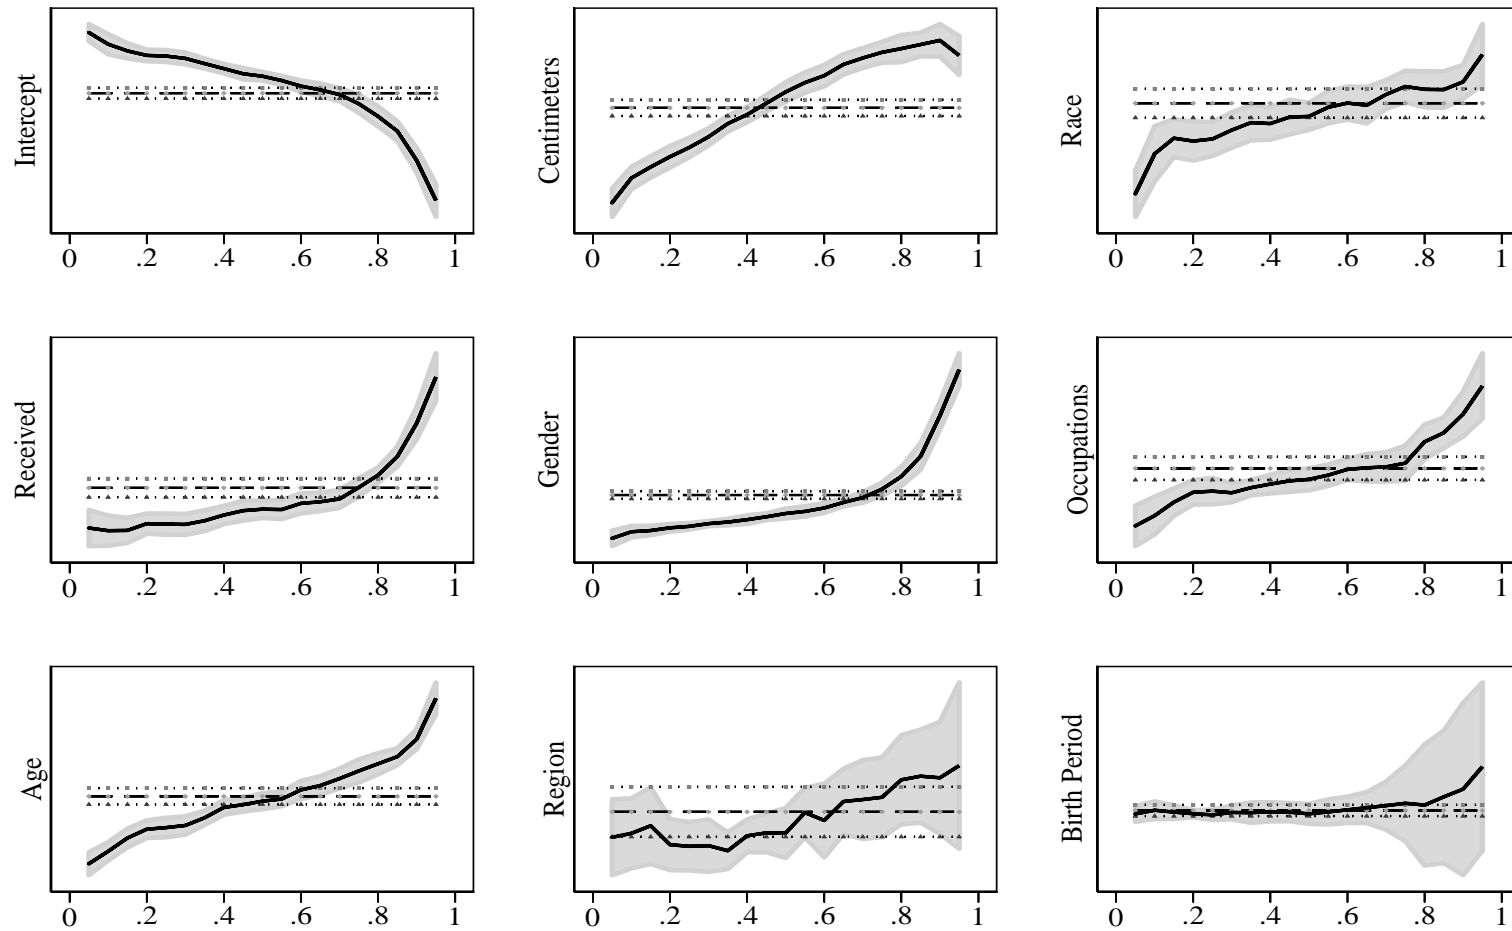 Intercept
0 .2 .4 .6 .8 1
Centimeters
0 .2 .4 .6 .8 1
Race
0 .2 .4 .6 .8 1
Received
0 .2 .4 .6 .8 1
Gender
0 .2 .4 .6 .8 1
Occupations
0 .2 .4 .6 .8 1
Age
0 .2 .4 .6 .8 1
Region
0 .2 .4 .6 .8 1
Birth Period
0 .2 .4 .6 .8 1